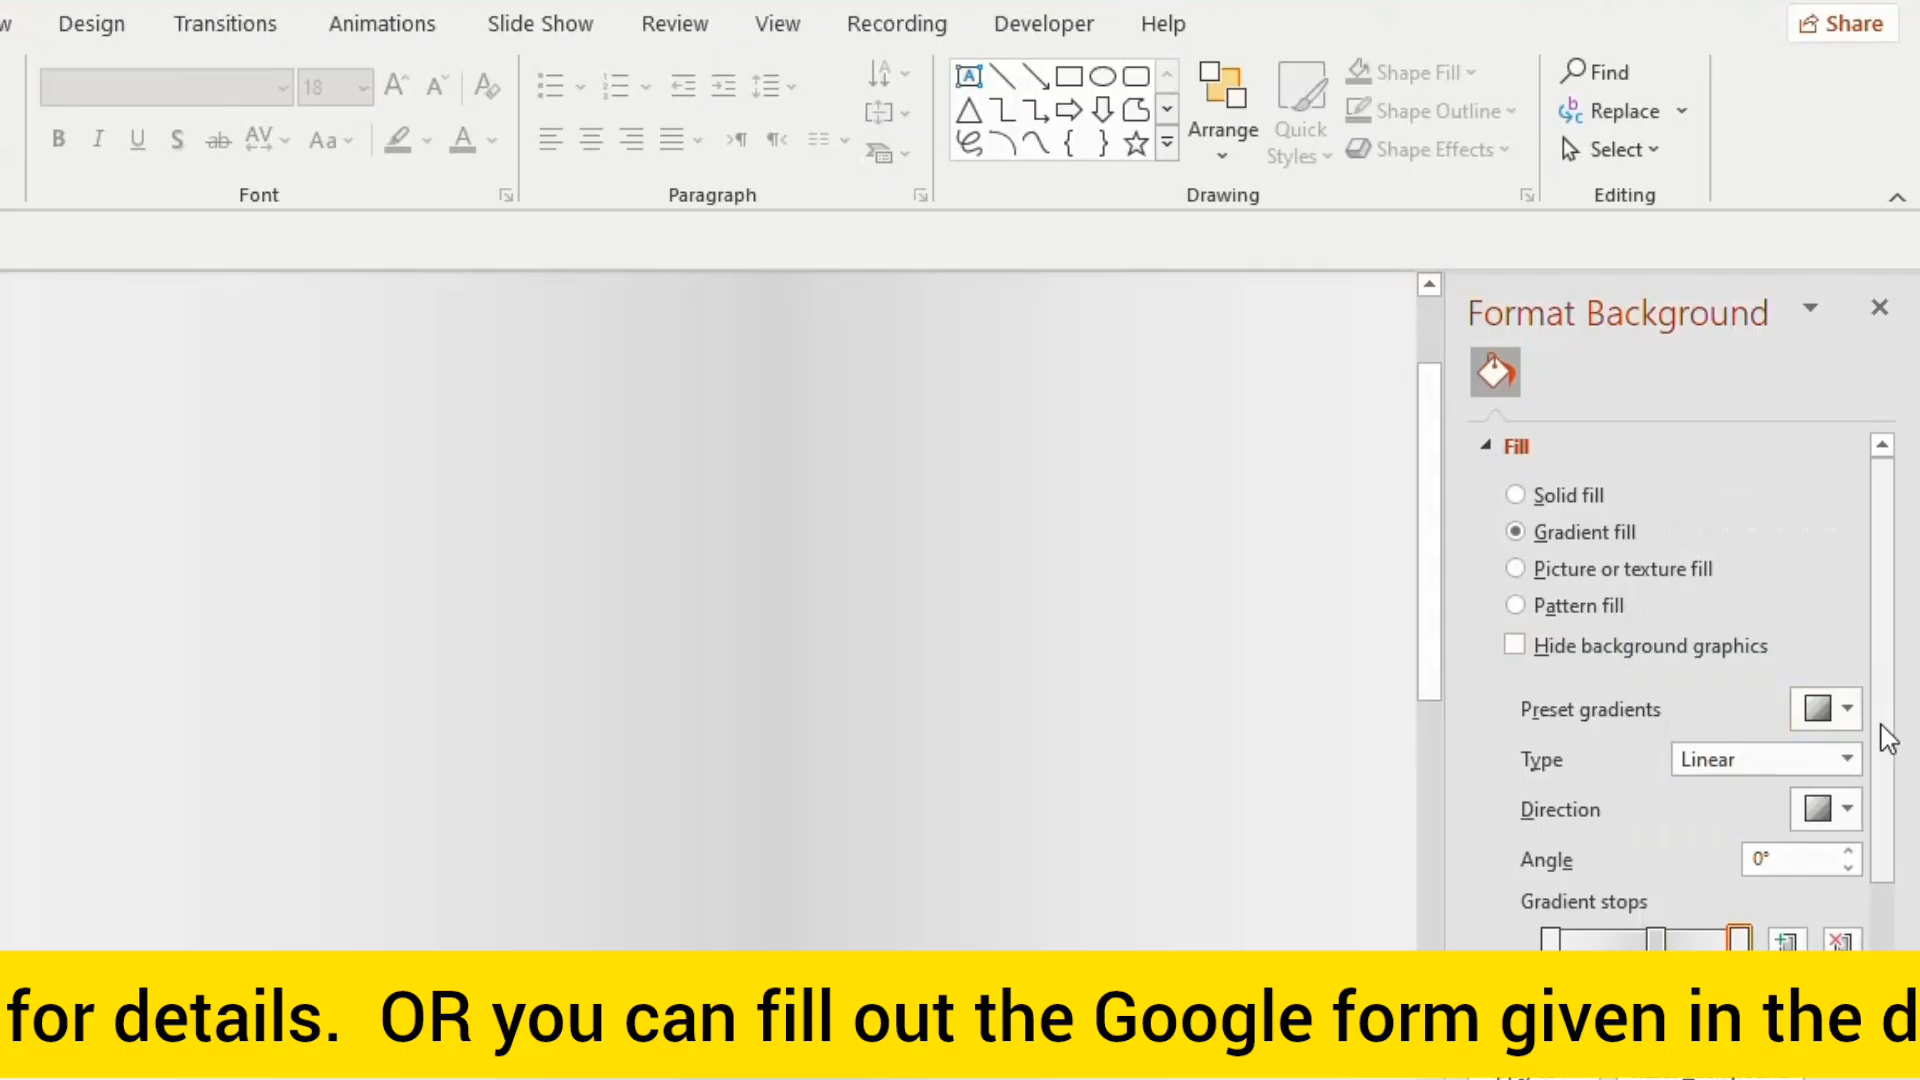 Design Transitions Animations Slide Show Review View Recording Developer Help Share
18
Shape Fill
Find
Arrange
Quick Styles
Shape Outline
Replace
B I U S ab AV Aa A
Shape Effects
Select
Font Paragraph Drawing Editing
Format Background
Fill
Solid fill
Gradient fill
Picture or texture fill
Pattern fill
Hide background graphics
Preset gradients
Type Linear
Direction
Angle 0°
Gradient stops
for details. OR you can fill out the Google form given in the d